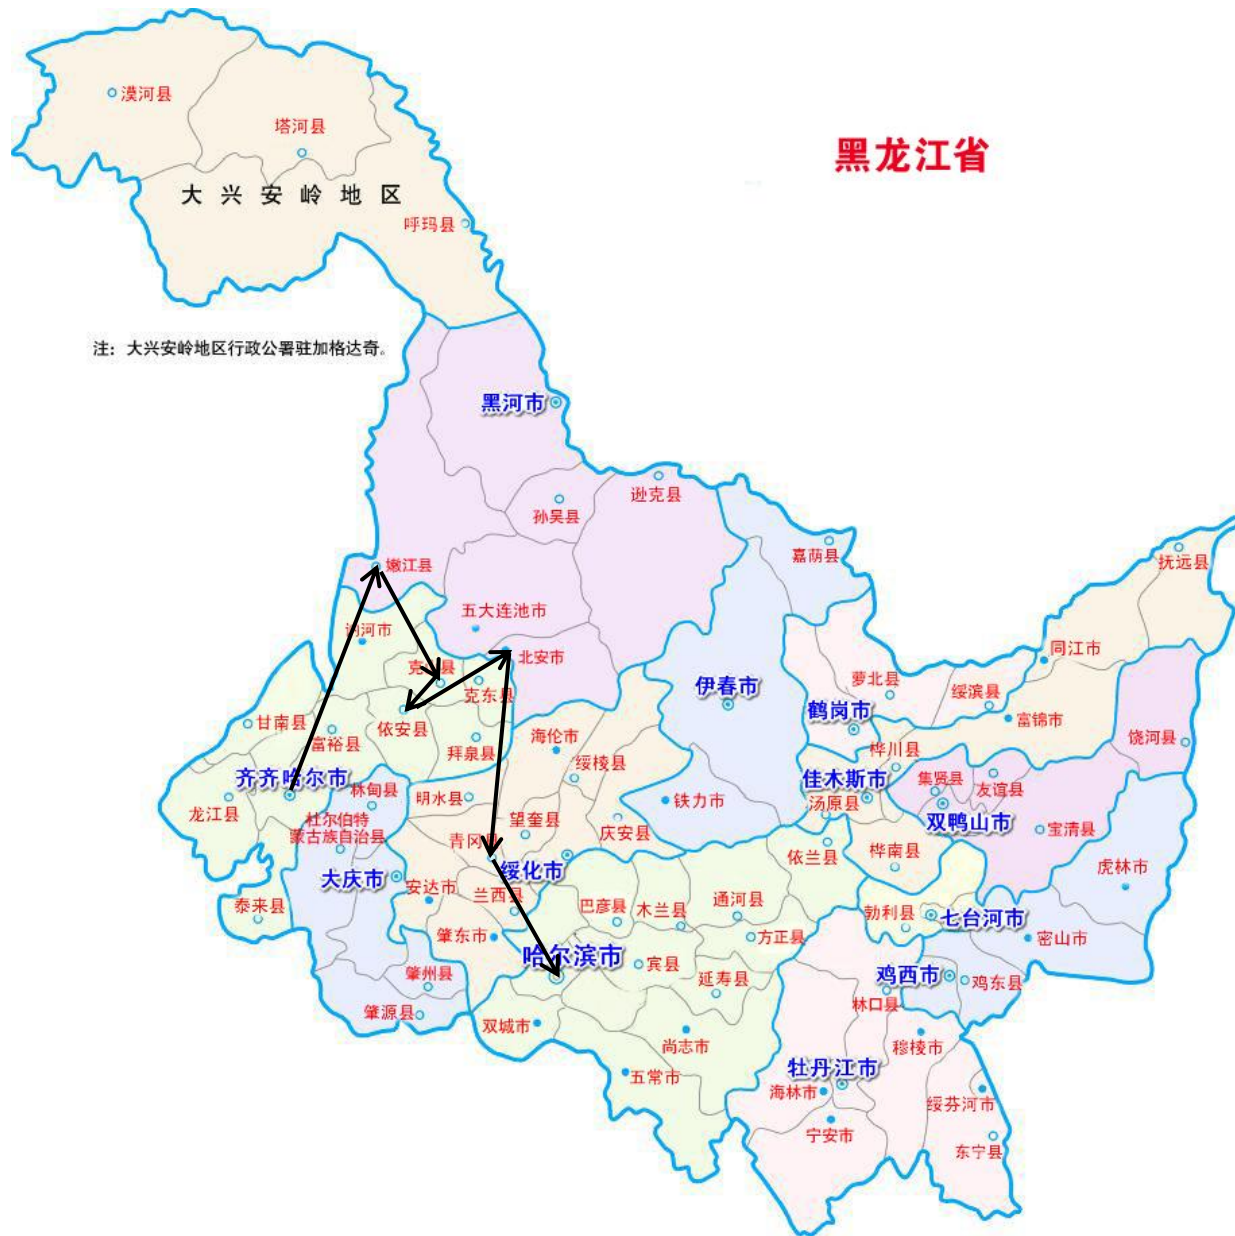 漠河县
塔河县
黑龙江省
大兴安岭地区
呼玛县
注：大兴安岭地区行政公署驻加格达奇。
黑河市
逊克县
孙吴县
嘉荫县
抚远县
嫩江县
五大连池市
讷河市
北安市
同江市
克山县
克东县
伊春市
萝北县
绥滨县
鹤岗市
富锦市
甘南县
依安县
富裕县
拜泉县
海伦市
饶河县
桦川县
绥棱县
齐齐哈尔市
佳木斯市
集贤县
友谊县
林甸县
明水县
铁力市
龙江县
汤原县
杜尔伯特
蒙古族自治县
望奎县
庆安县
双鸭山市
宝清县
青冈县
依兰县
桦南县
绥化市
虎林市
大庆市
安达市
兰西县
通河县
泰来县
巴彦县
木兰县
勃利县
七台河市
肇东市
方正县
密山市
哈尔滨市
宾县
延寿县
鸡西市
鸡东县
肇州县
林口县
肇源县
双城市
尚志市
穆棱市
五常市
牡丹江市
海林市
绥芬河市
宁安市
东宁县